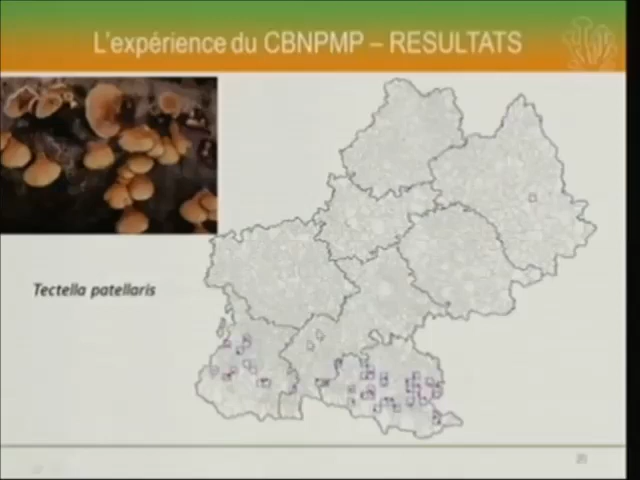 L'expérience du CBNPMP – RESULTATS
Tectella patellaris